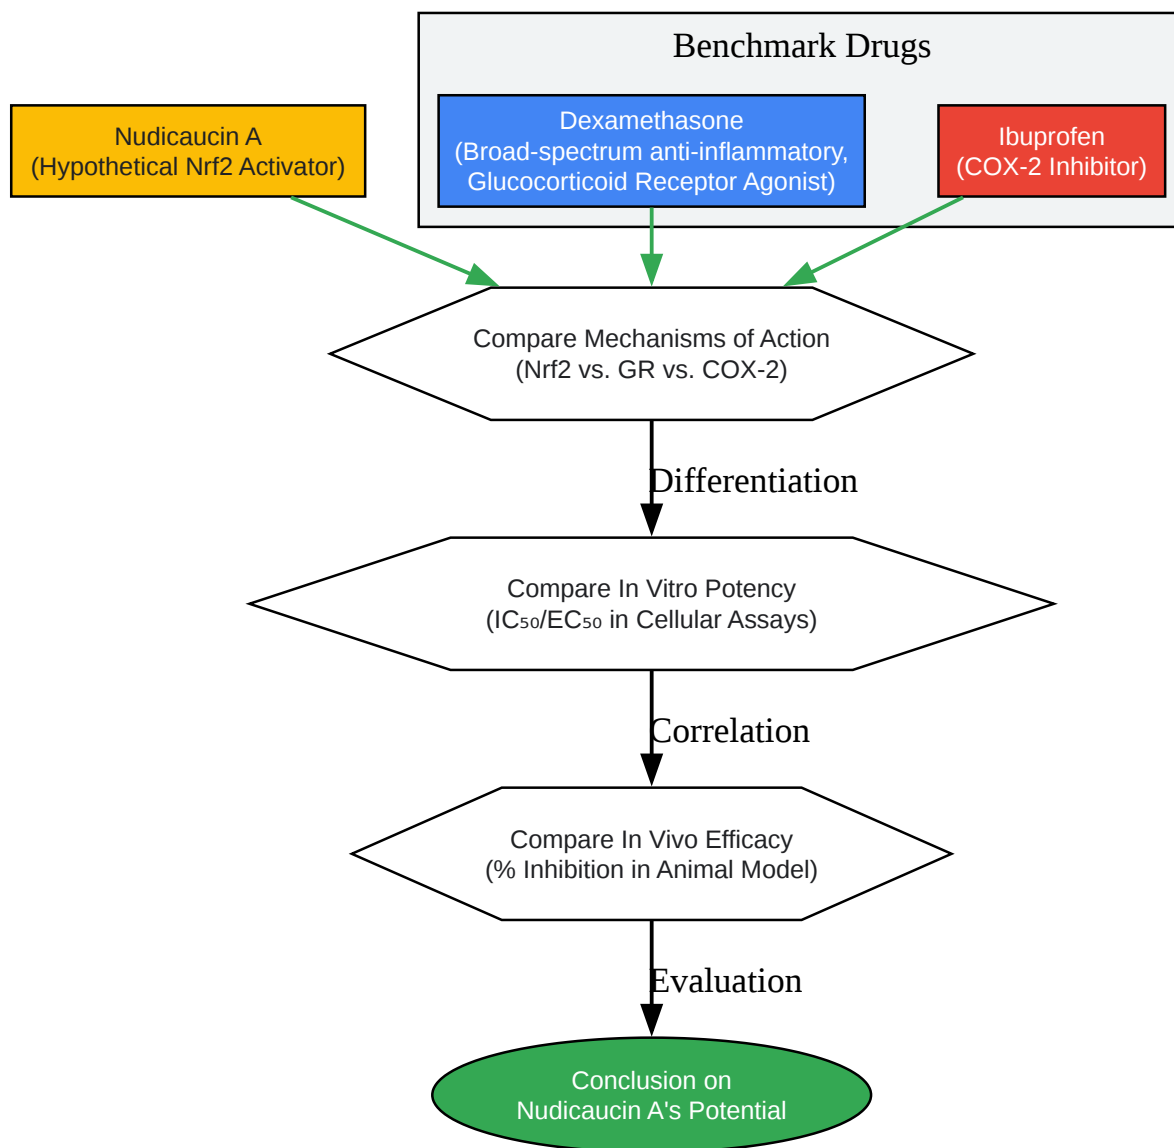 Benchmark Drugs
Nudicaucin A
(Hypothetical Nrf2 Activator)
Dexamethasone
(Broad-spectrum anti-inflammatory,
Glucocorticoid Receptor Agonist)
Ibuprofen
(COX-2 Inhibitor)
Compare Mechanisms of Action
(Nrf2 vs. GR vs. COX-2)
Differentiation
Compare In Vitro Potency
(IC₅₀/EC₅₀ in Cellular Assays)
Correlation
Compare In Vivo Efficacy
(% Inhibition in Animal Model)
Evaluation
Conclusion on
Nudicaucin A's Potential